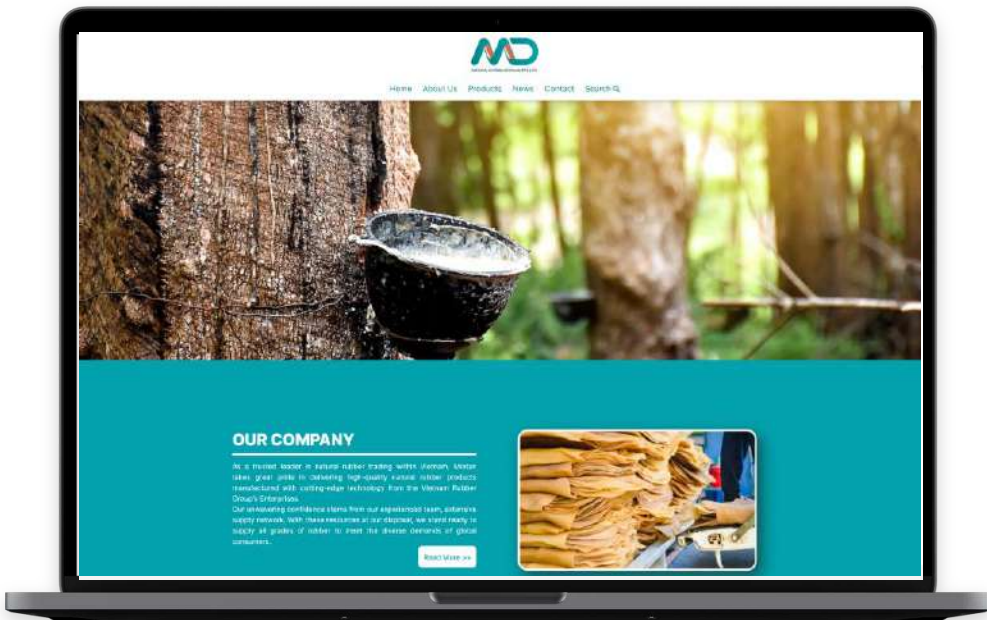 MD
Home About Us Products News Contact Search
OUR COMPANY
As a trusted leader in natural rubber trading within Vietnam,
takes great pride in delivering high-quality natural rubber products
manufactured with cutting-edge technology from the Vietnam Rubber
Group's Enterprises.
Our unwavering confidence stems from our experienced team, extensive
supply network. With these resources at our disposal, we stand ready to
supply all grades of rubber to meet the diverse demands of global
consumers.
Read More >>